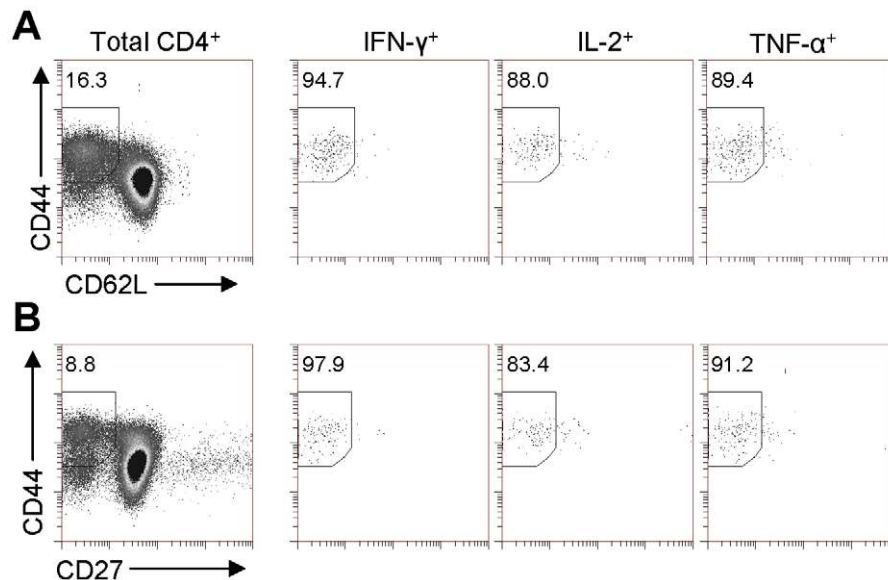 A
Total CD4⁺ IFN-γ⁺ IL-2⁺ TNF-α⁺
16.3 94.7 88.0 89.4
CD44
CD62L
B
8.8 97.9 83.4 91.2
CD44
CD27